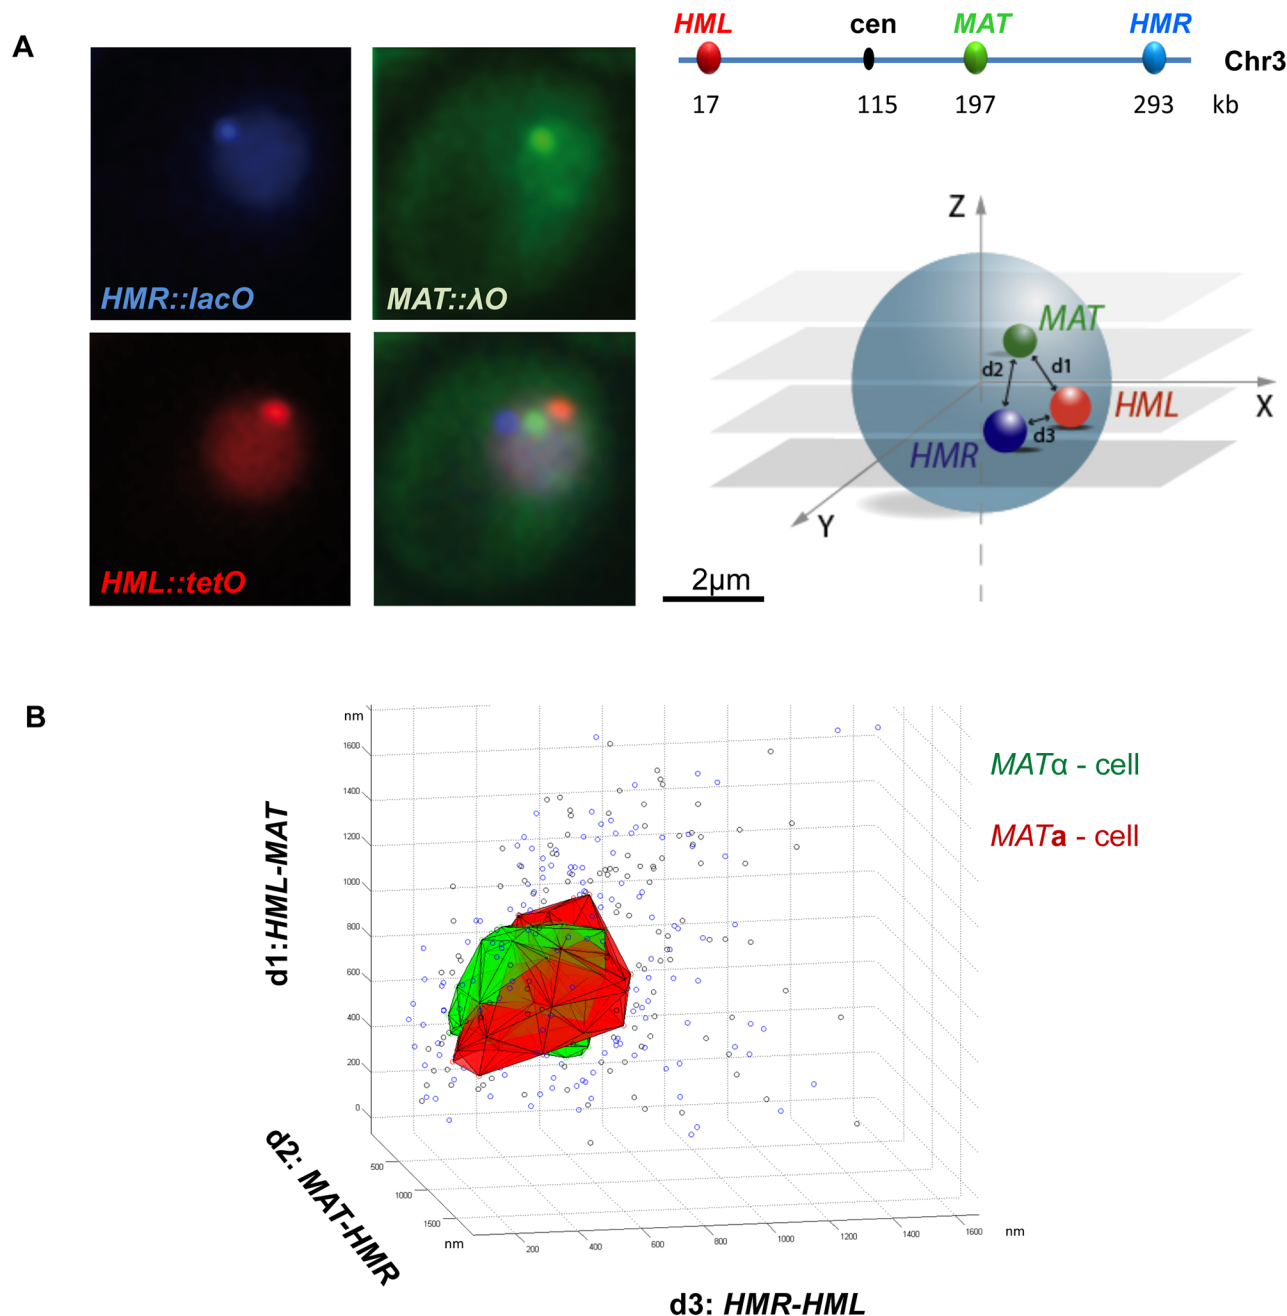 A
HML cen MAT HMR
Chr3
17 115 197 293 kb
HMR::lacO
MAT::λO
HML::tetO
Z
MAT
d2
d1
HML
X
d3
HMR
Y
2μm
B
nm
1600
1400
1200
1000
800
600
400
200
0
d1:HML-MAT
MATα - cell
MATa - cell
500
1000
1500
nm
d2: MAT-HMR
200 400 600 800 1000 1200 1400 1600 nm
d3: HMR-HML